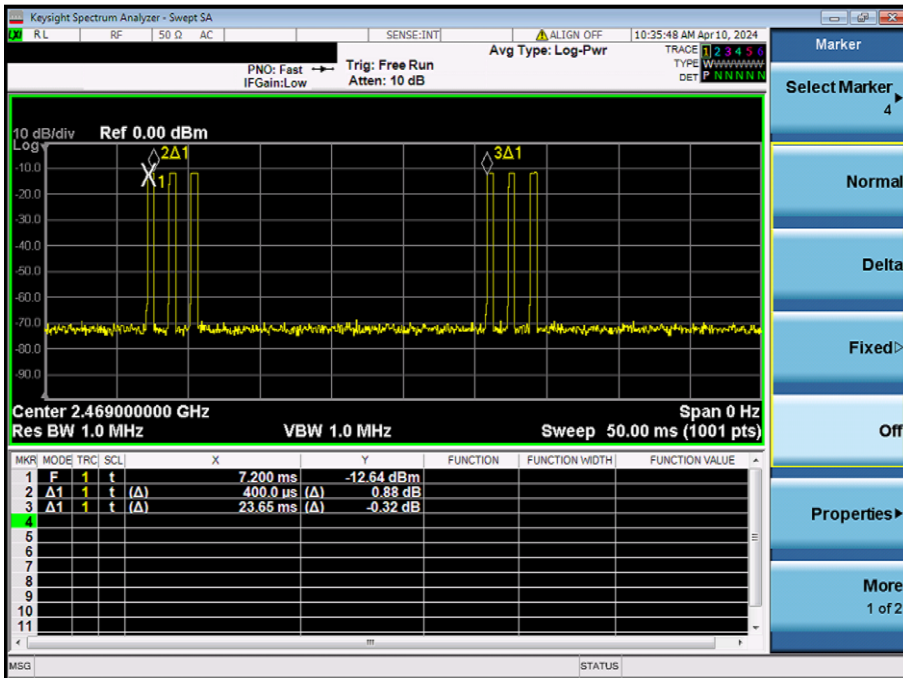 Keysight Spectrum Analyzer - Swept SA
LXI RL RF 50 Ω AC SENSE:INT ALIGN OFF 10:35:48 AM Apr 10, 2024
Avg Type: Log-Pwr
TRACE 1 2 3 4 5 6
PNO: Fast Trig: Free Run
TYPE WWWWWW
IFGain:Low Atten: 10 dB
DET P N N N N N
10 dB/div Ref 0.00 dBm
Log
2Δ1 3Δ1
-10.0
X 1
-20.0
-30.0
-40.0
-50.0
-60.0
-70.0
-80.0
-90.0
Center 2.469000000 GHz Span 0 Hz
Res BW 1.0 MHz VBW 1.0 MHz Sweep 50.00 ms (1001 pts)
MKR MODE TRC SCL X Y FUNCTION FUNCTION WIDTH FUNCTION VALUE
1 F 1 t 7.200 ms -12.64 dBm
2 Δ1 1 t (Δ) 400.0 µs (Δ) 0.88 dB
3 Δ1 1 t (Δ) 23.65 ms (Δ) -0.32 dB
4
5
6
7
8
9
10
11
MSG STATUS
Marker
Select Marker
4
Normal
Delta
Fixed
Off
Properties
More
1 of 2